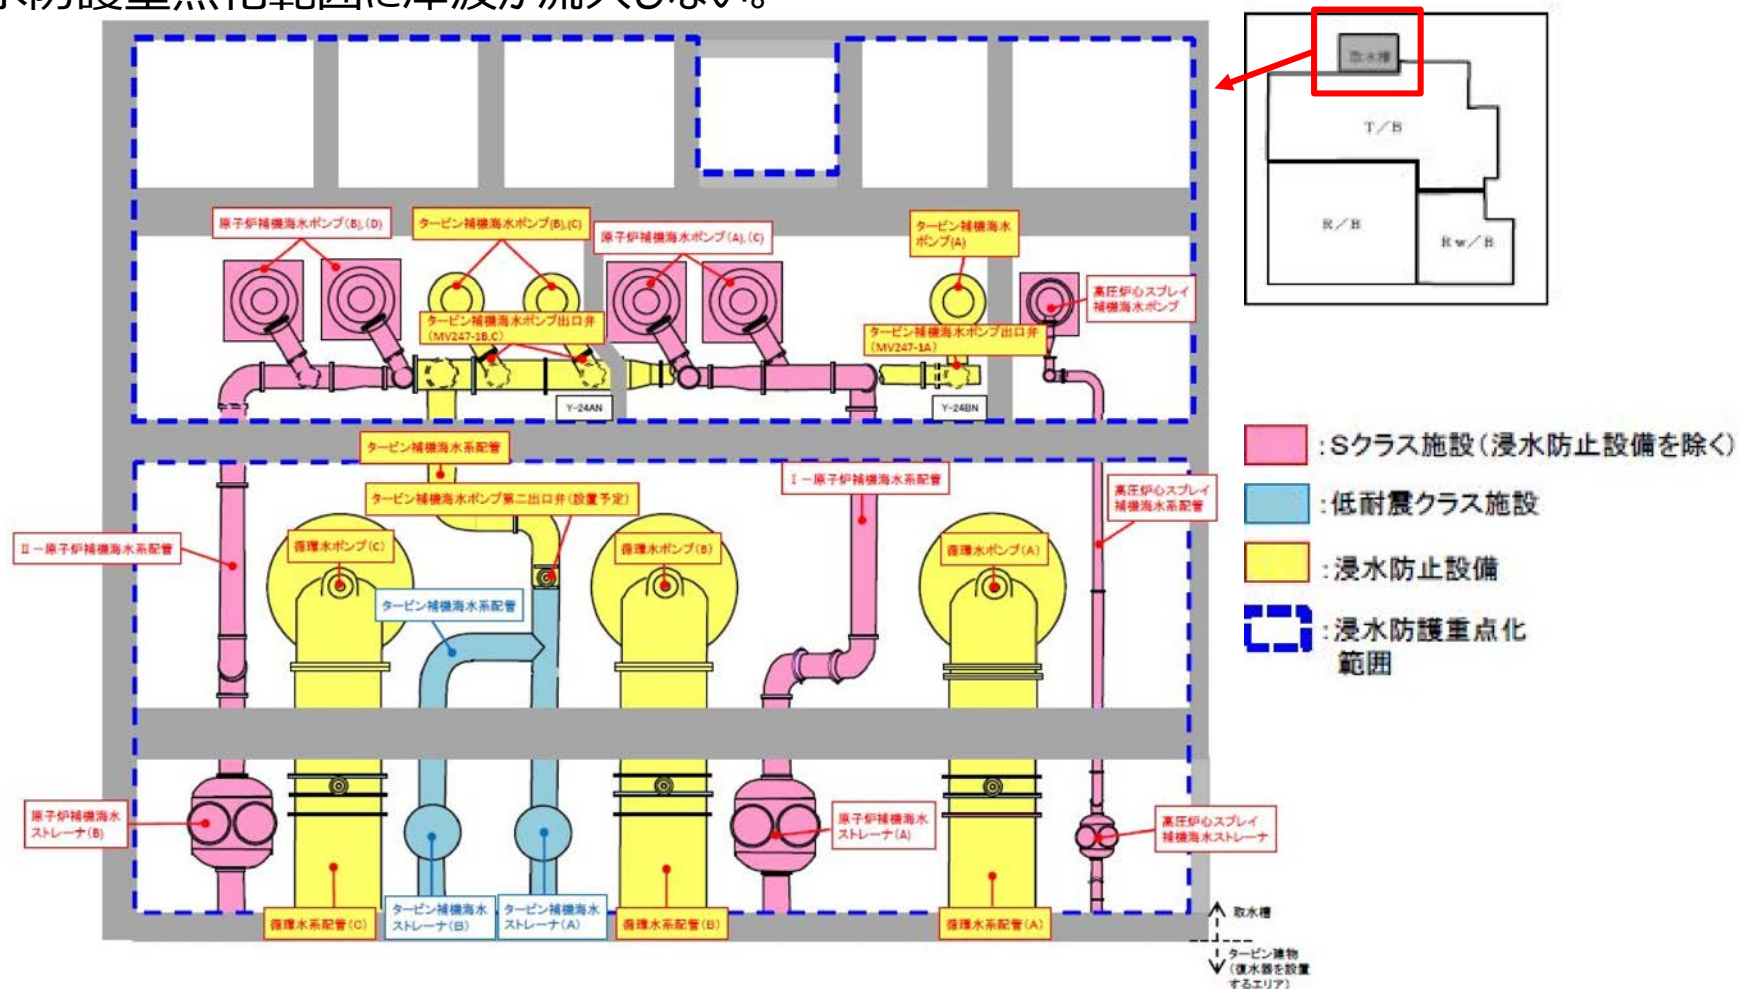 水防護重点化範囲に津波が流入しない。
取水槽
T/B
R/B
Rw/B
原子炉補機海水ポンプ(B),(D)
タービン補機海水ポンプ(B),(C)
原子炉補機海水ポンプ(A),(C)
タービン補機海水
ポンプ(A)
高圧炉心スプレイ
補機海水ポンプ
タービン補機海水ポンプ出口弁
(MV247-1B,C)
タービン補機海水ポンプ出口弁
(MV247-1A)
Y-24AN
Y-24BN
タービン補機海水系配管
タービン補機海水ポンプ第二出口弁(設置予定)
Ⅰ-原子炉補機海水系配管
高圧炉心スプレイ
補機海水系配管
Ⅱ-原子炉補機海水系配管
循環水ポンプ(C)
循環水ポンプ(B)
循環水ポンプ(A)
タービン補機海水系配管
原子炉補機海水
ストレーナ(B)
原子炉補機海水
ストレーナ(A)
高圧炉心スプレイ
補機海水ストレーナ
循環水系配管(C)
タービン補機海水
ストレーナ(B)
タービン補機海水
ストレーナ(A)
循環水系配管(B)
循環水系配管(A)
取水槽
タービン建物
(復水器を設置
するエリア)
:Sクラス施設(浸水防止設備を除く)
:低耐震クラス施設
:浸水防止設備
:浸水防護重点化
範囲